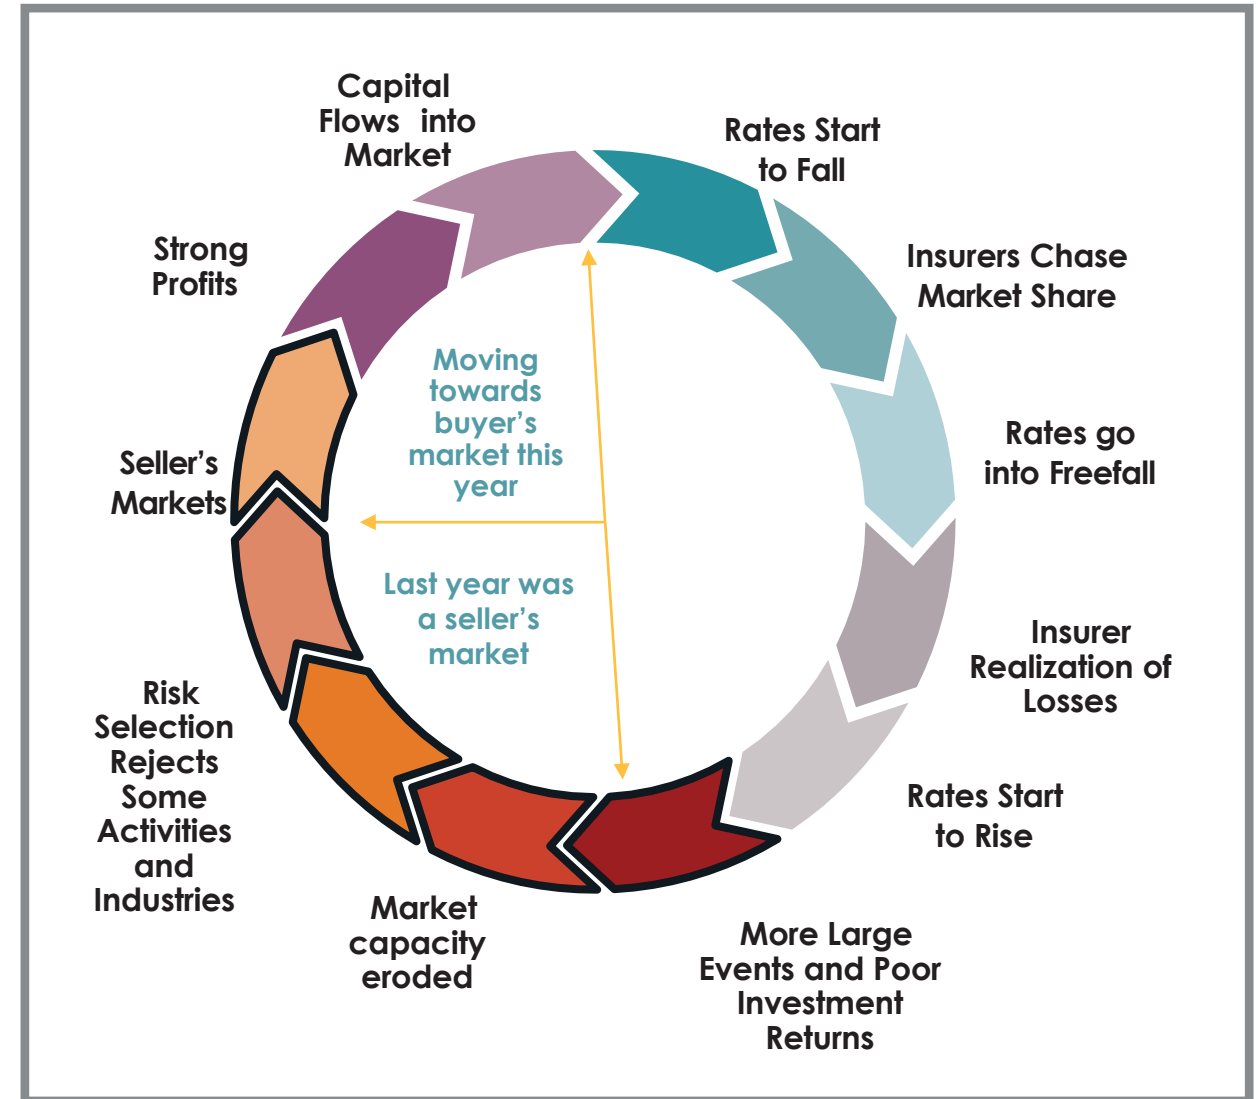 Capital
Flows into
Market
Rates Start
to Fall
Insurers Chase
Market Share
Rates go
into Freefall
Insurer
Realization of
Losses
Rates Start
to Rise
More Large
Events and Poor
Investment
Returns
Market
capacity
eroded
Risk
Selection
Rejects
Some
Activities
and
Industries
Seller's
Markets
Strong
Profits
Moving
towards
buyer's
market this
year
Last year was
a seller's
market